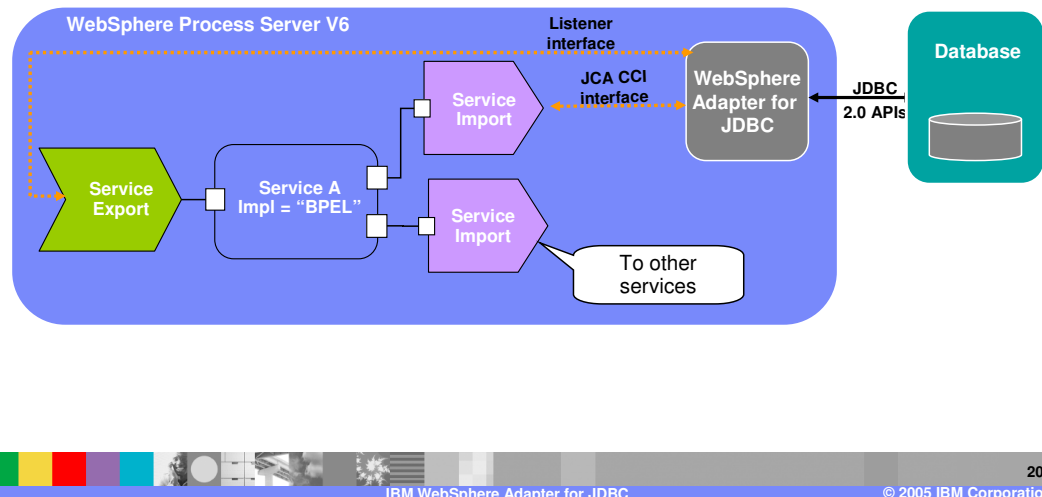 WebSphere Process Server V6
Listener
interface
Database
WebSphere
Adapter for
JDBC
JCA CCI
interface
JDBC
2.0 APIs
Service
Import
Service
Export
Service A
Impl = “BPEL”
Service
Import
To other
services
20
IBM WebSphere Adapter for JDBC
© 2005 IBM Corporatio